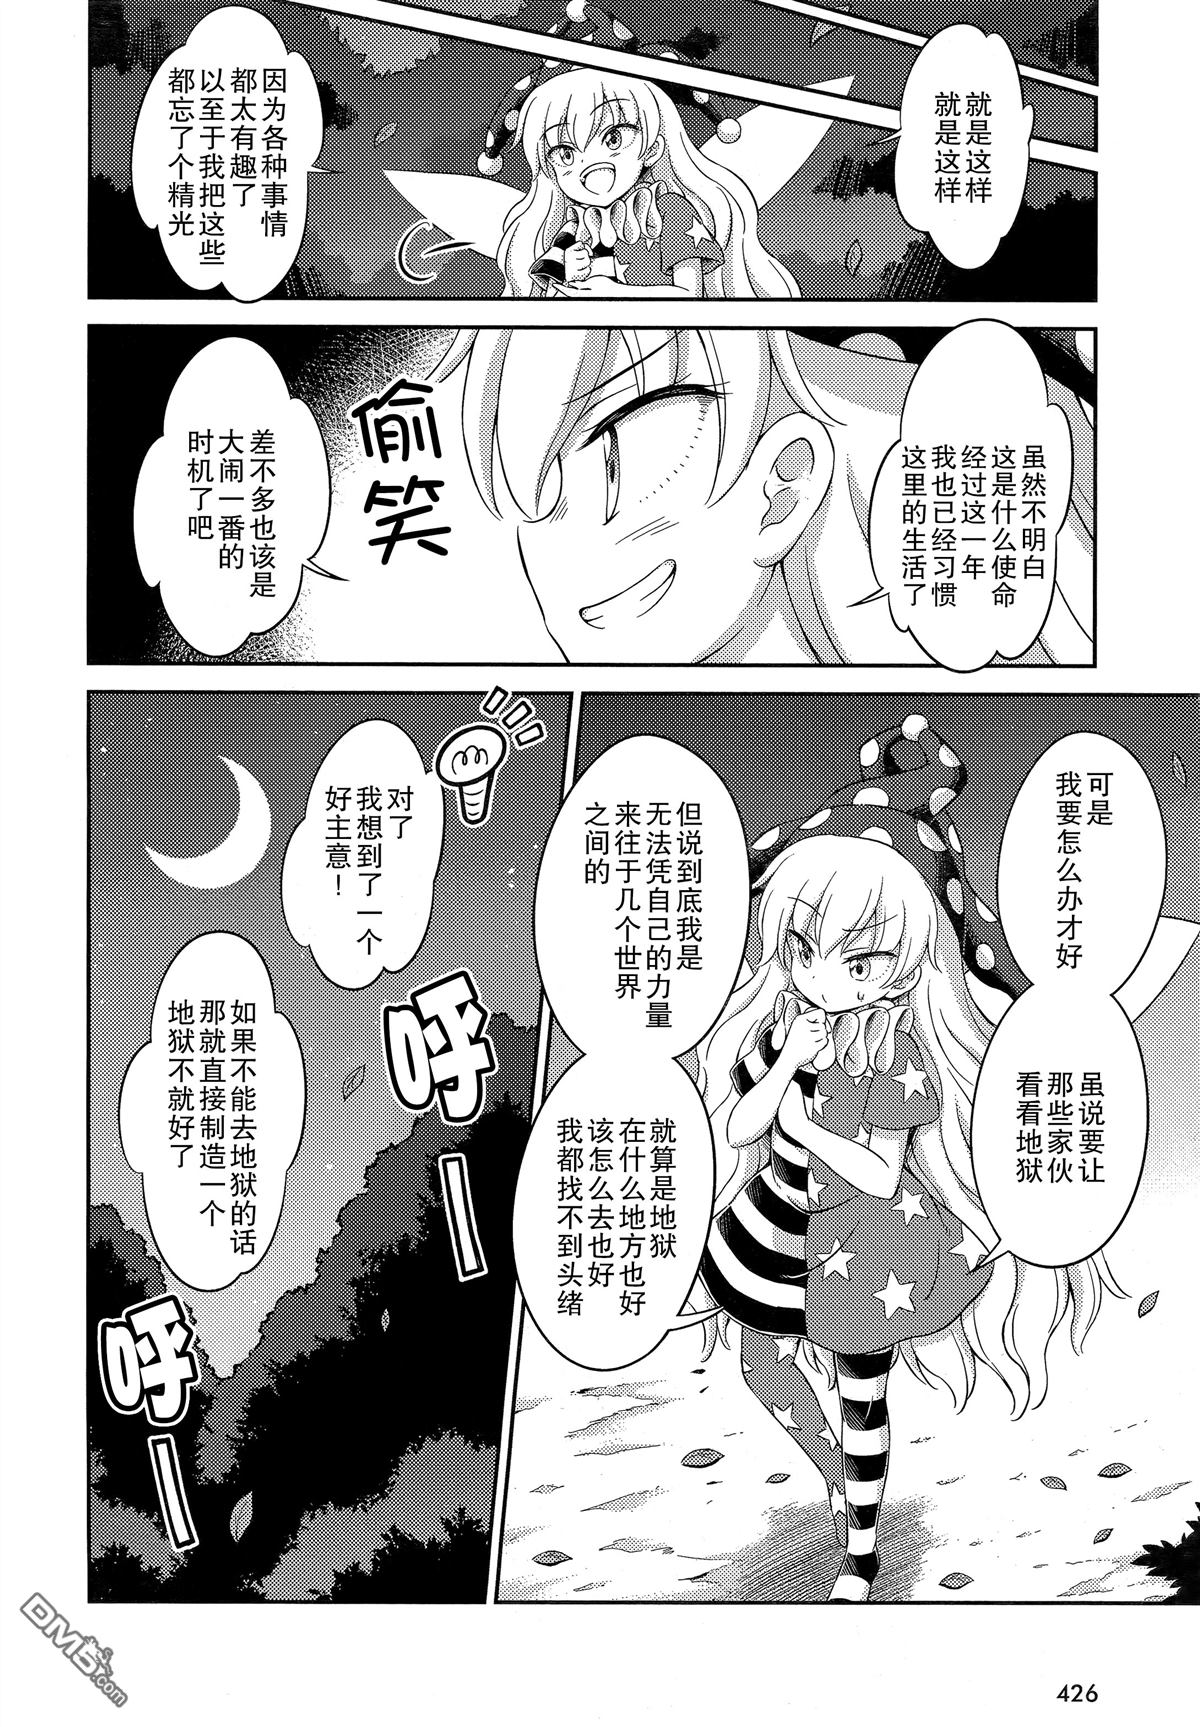 就是这样
就是这样
因为各种事情
都太有趣了
以至于我把这些
都忘了个精光
虽然不明白
这是什么使命
经过这一年
我也已经习惯
这里的生活了
偷笑
差不多也该是
大闹一番的
时机了吧
可是
我要怎么办才好
虽说要让
那些家伙
看看地狱
但说到底我是
无法凭自己的力量
来往于几个世界
之间的
就算是地狱
在什么地方也好
该怎么去也好
我都找不到头绪
对了
我想到了一个
好主意！
呼——
如果不能去地狱的话
那就直接制造一个
地狱不就好了
呼——
DM5
426